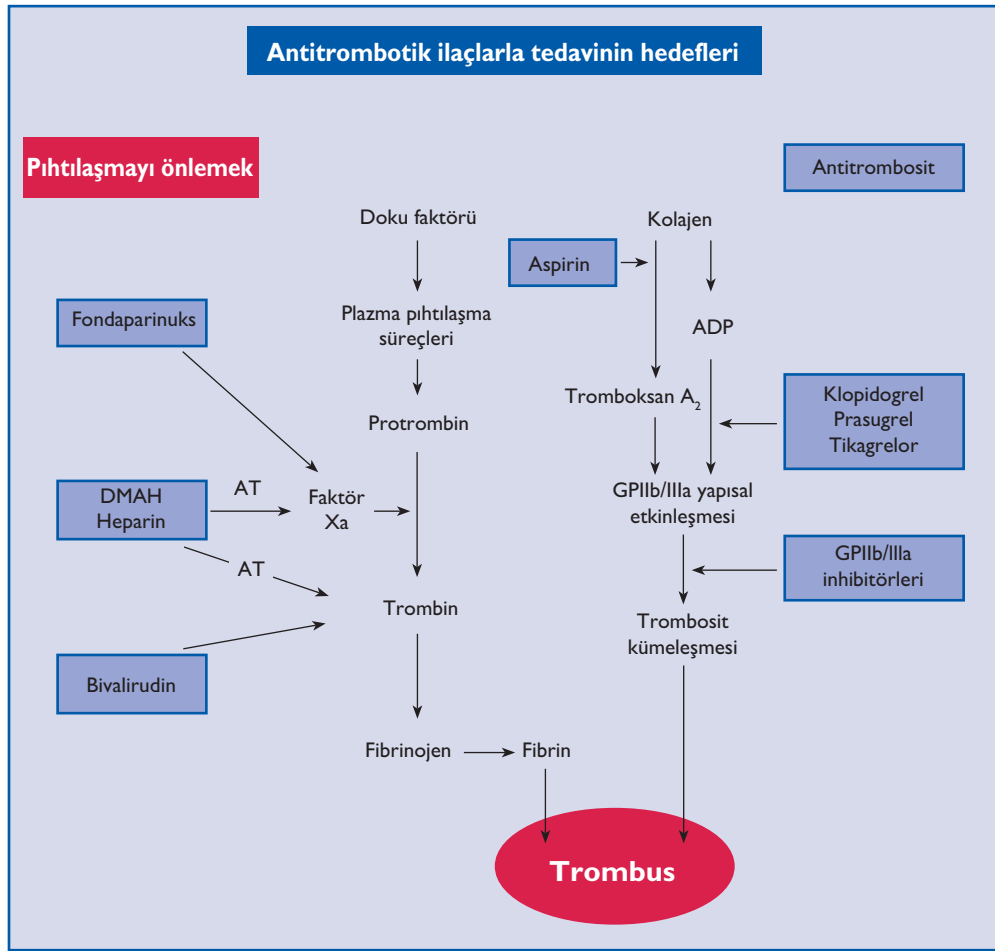 Antitrombotik ilaçlarla tedavinin hedefleri
Pıhtılaşmayı önlemek
Antitrombosit
Doku faktörü
Kolajen
Aspirin
Fondaparinuks
Plazma pıhtılaşma
süreçleri
ADP
Tromboksan A2
Klopidogrel
Prasugrel
Tikagrelor
Protrombin
DMAH
Heparin
AT
Faktör
Xa
GPIIb/IIIa yapısal
etkinleşmesi
AT
GPIIb/IIIa
inhibitörleri
Trombin
Trombosit
kümeleşmesi
Bivalirudin
Fibrinojen
Fibrin
Trombus